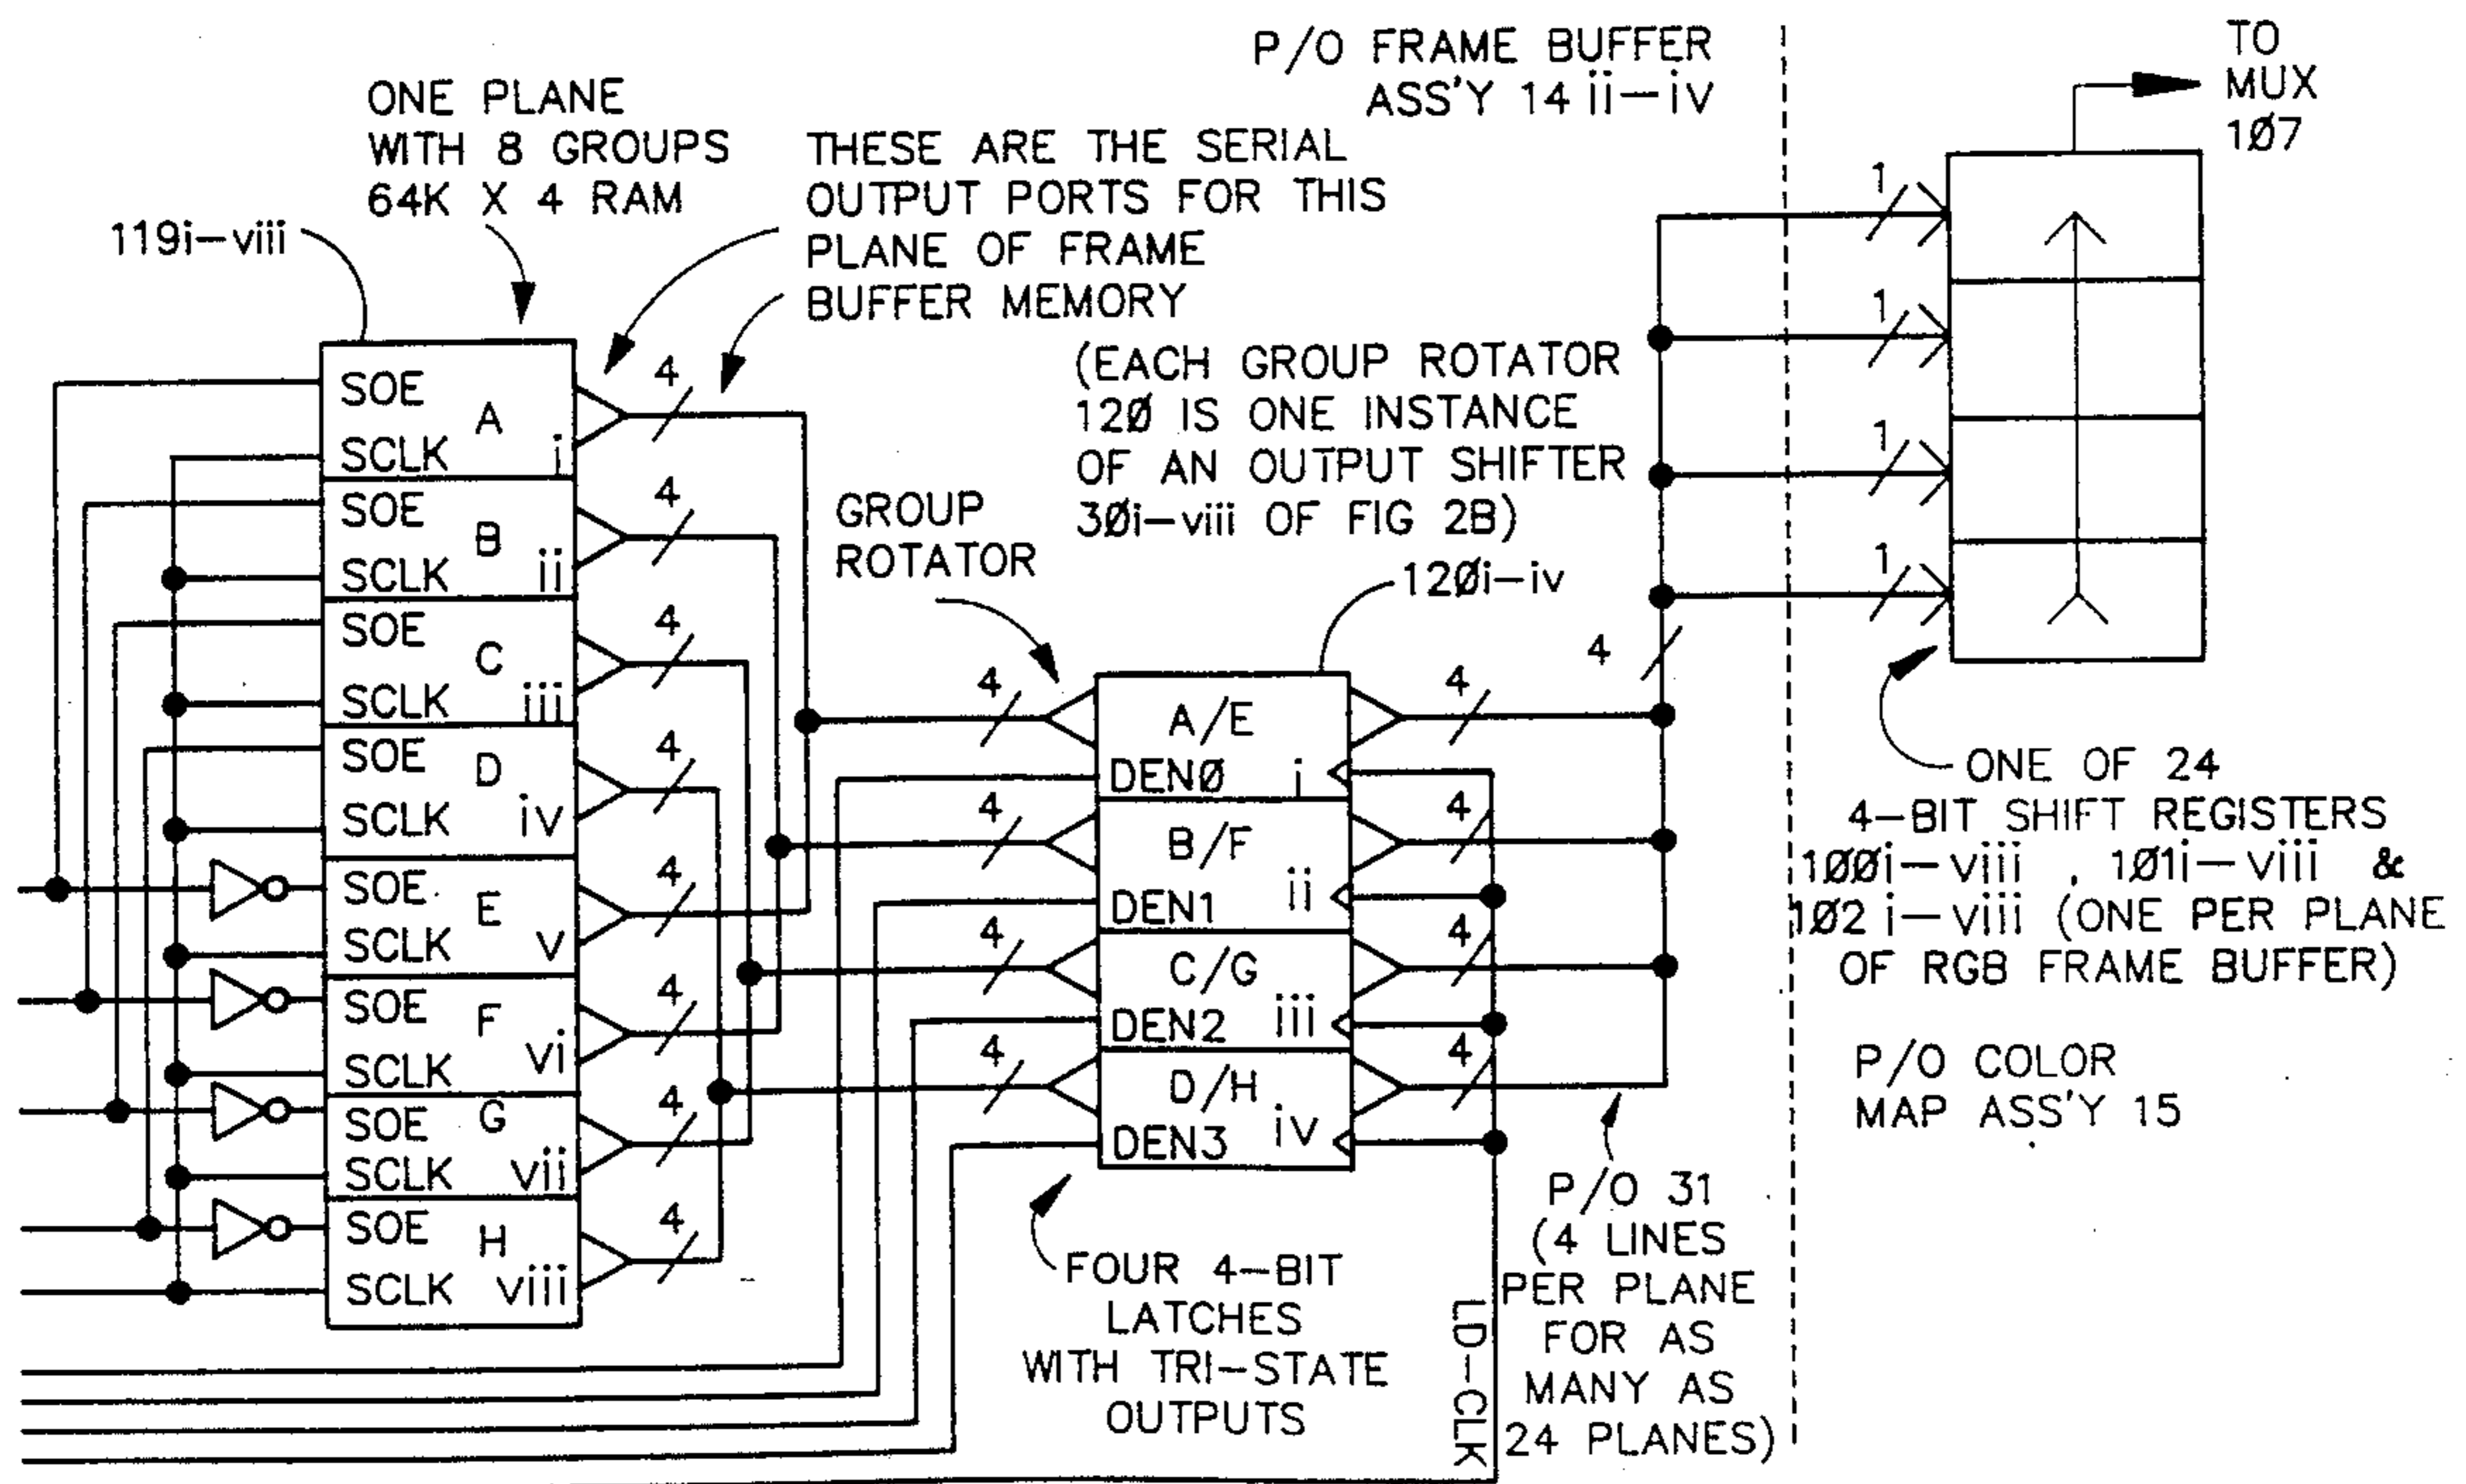 P/O FRAME BUFFER
ASS'Y 14 ii–iv
TO
MUX
1Ø7
ONE PLANE
WITH 8 GROUPS
64K X 4 RAM
119i–viii
THESE ARE THE SERIAL
OUTPUT PORTS FOR THIS
PLANE OF FRAME
BUFFER MEMORY
(EACH GROUP ROTATOR
12Ø IS ONE INSTANCE
OF AN OUTPUT SHIFTER
3Øi–viii OF FIG 2B)
GROUP
ROTATOR
12Øi–iv
SOE
A
SCLK
i
4
SOE
B
SCLK
ii
4
SOE
C
SCLK
iii
4
SOE
D
SCLK
iv
4
SOE
E
SCLK
v
4
SOE
F
SCLK
vi
4
SOE
G
SCLK
vii
4
SOE
H
SCLK
viii
4
4
A/E
4
DENØ
i
4
B/F
4
DEN1
ii
4
C/G
4
DEN2
iii
4
D/H
4
DEN3
iv
4
1
1
1
1
ONE OF 24
4–BIT SHIFT REGISTERS
1ØØi–viii , 1Ø1i–viii &
1Ø2 i–viii (ONE PER PLANE
OF RGB FRAME BUFFER)
P/O COLOR
MAP ASS'Y 15
FOUR 4–BIT
LATCHES
WITH TRI–STATE
OUTPUTS
LD–CLK
P/O 31
(4 LINES
PER PLANE
FOR AS
MANY AS
24 PLANES)